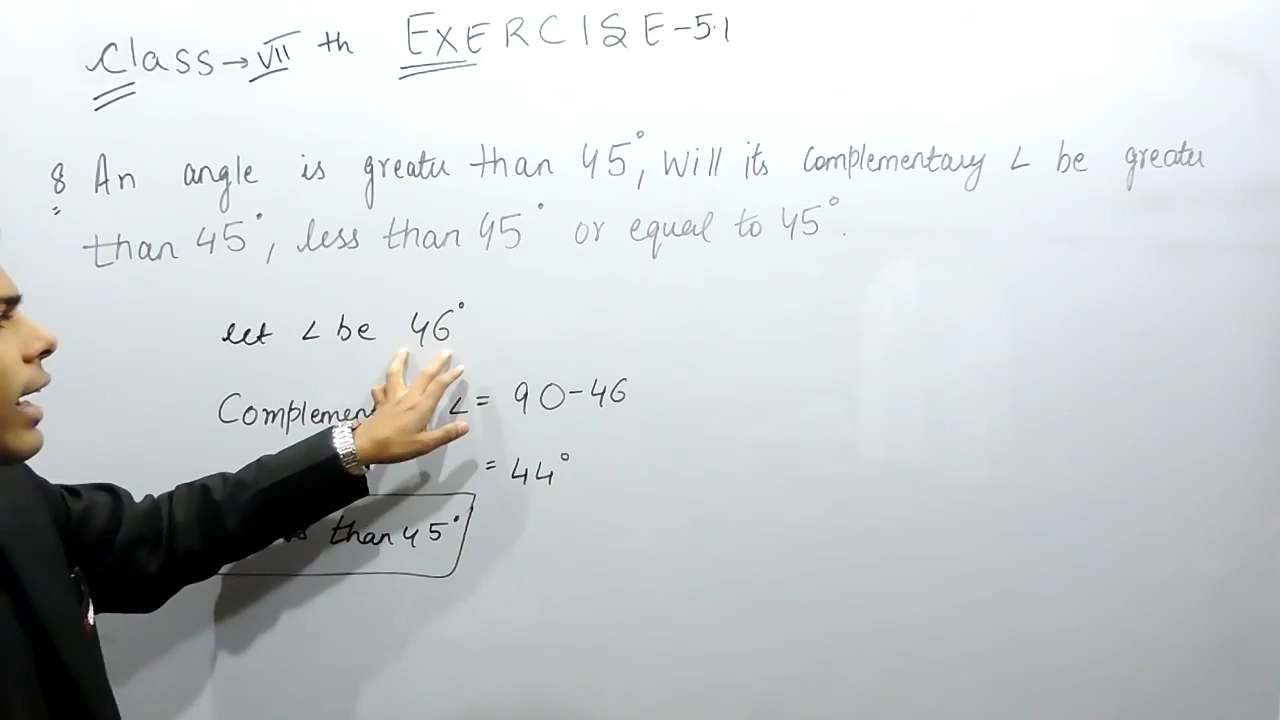 Class → VII th EXERCISE-5.1
8 An angle is greater than 45°, Will its Complementary ∠ be greater
than 45°, less than 45° or equal to 45°.
let ∠ be 46°
Complemen ∠ = 90-46
= 44°
than 45°